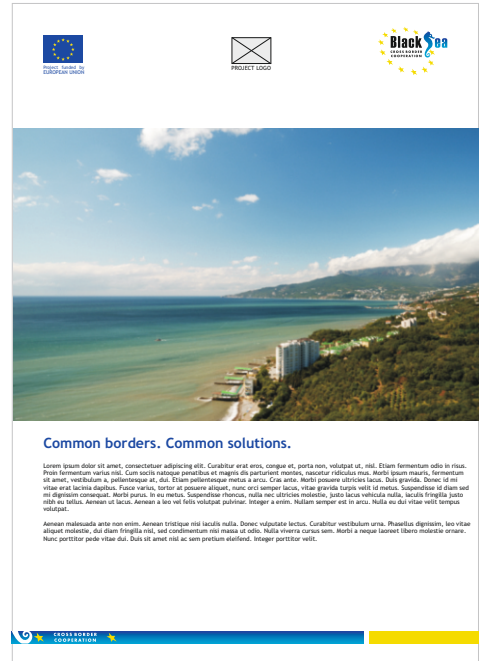 Project funded by
EUROPEAN UNION
PROJECT LOGO
Black Sea
CROSS BORDER
COOPERATION
Common borders. Common solutions.
Lorem ipsum dolor sit amet, consectetuer adipiscing elit. Curabitur erat eros, congue et, porta non, volutpat ut, nisl. Etiam fermentum odio in risus.
Proin fermentum varius nisl. Cum sociis natoque penatibus et magnis dis parturient montes, nascetur ridiculus mus. Morbi ipsum mauris, fermentum
sit amet, vestibulum a, pellentesque at, dui. Etiam pellentesque metus a arcu. Cras ante. Morbi posuere ultricies lacus. Duis gravida. Donec id mi
vitae erat lacinia dapibus. Fusce varius, tortor at posuere aliquet, nunc orci semper lacus, vitae gravida turpis velit id metus. Suspendisse id diam sed
mi dignissim consequat. Morbi purus. In eu metus. Suspendisse rhoncus, nulla nec ultricies molestie, justo lacus vehicula nulla, iaculis fringilla justo
nibh eu tellus. Aenean ut lacus. Aenean a leo vel felis volutpat pulvinar. Integer a enim. Nullam semper est in arcu. Nulla eu dui vitae velit tempus
volutpat.
Aenean malesuada ante non enim. Aenean tristique nisi iaculis nulla. Donec vulputate lectus. Curabitur vestibulum urna. Phasellus dignissim, leo vitae
aliquet molestie, dui diam fringilla nisl, sed condimentum nisi massa ut odio. Nulla viverra cursus sem. Morbi a neque laoreet libero molestie ornare.
Nunc porttitor pede vitae dui. Duis sit amet nisl ac sem pretium eleifend. Integer porttitor velit.
CROSS BORDER
COOPERATION